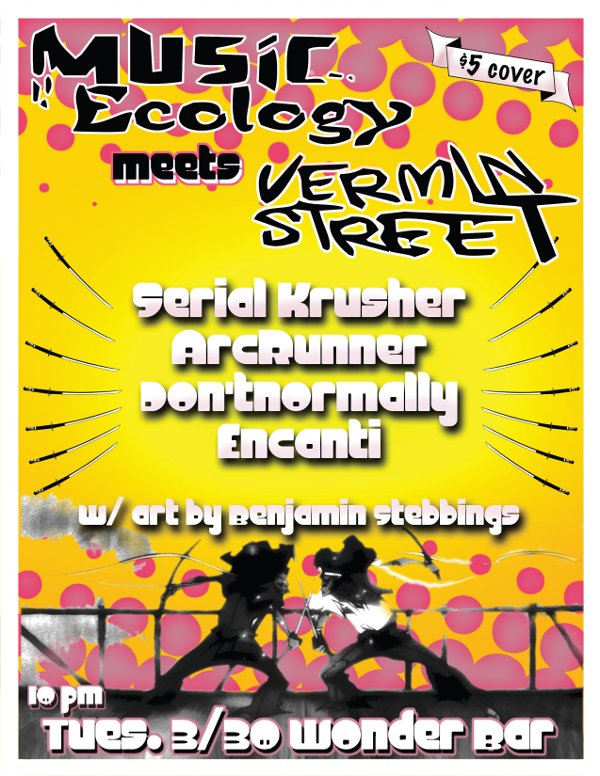 Music
Ecology
$5 cover
meets
VERMIN
STREET
Serial Krusher
ArcRunner
Don'tnormally
Encanti
w/ art by Benjamin Stebbings
10 pm
Tues. 3/30 Wonder Bar